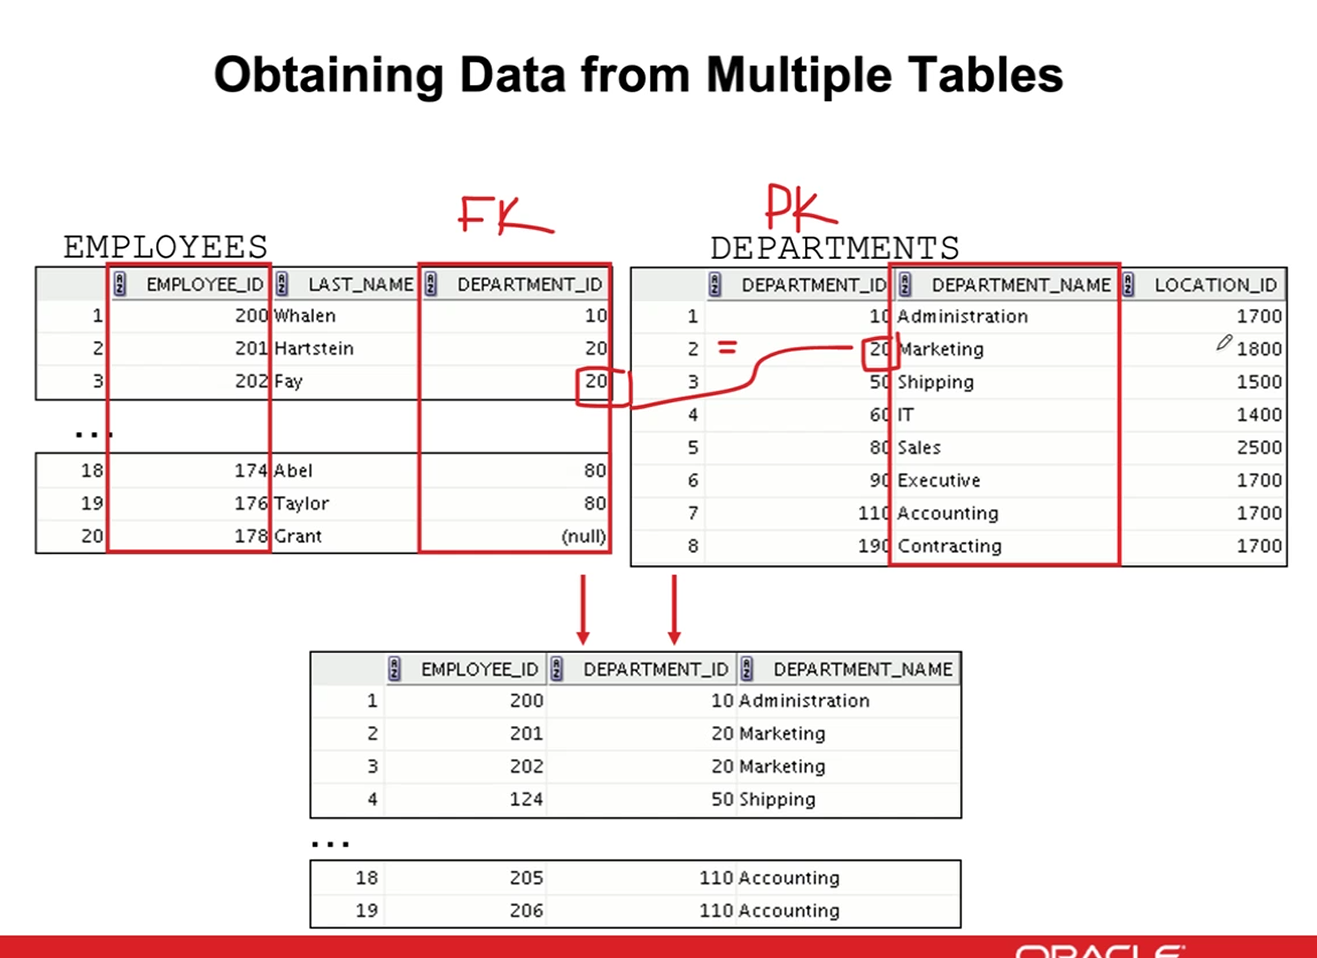 Obtaining Data from Multiple Tables
FK
PK
EMPLOYEES
EMPLOYEE_ID LAST_NAME DEPARTMENT_ID
1 200 Whalen 10
2 201 Hartstein 20
3 202 Fay 20
...
18 174 Abel 80
19 176 Taylor 80
20 178 Grant (null)
DEPARTMENTS
DEPARTMENT_ID DEPARTMENT_NAME LOCATION_ID
1 10 Administration 1700
2 = 20 Marketing 1800
3 50 Shipping 1500
4 60 IT 1400
5 80 Sales 2500
6 90 Executive 1700
7 110 Accounting 1700
8 190 Contracting 1700
EMPLOYEE_ID DEPARTMENT_ID DEPARTMENT_NAME
1 200 10 Administration
2 201 20 Marketing
3 202 20 Marketing
4 124 50 Shipping
...
18 205 110 Accounting
19 206 110 Accounting
ORACLE